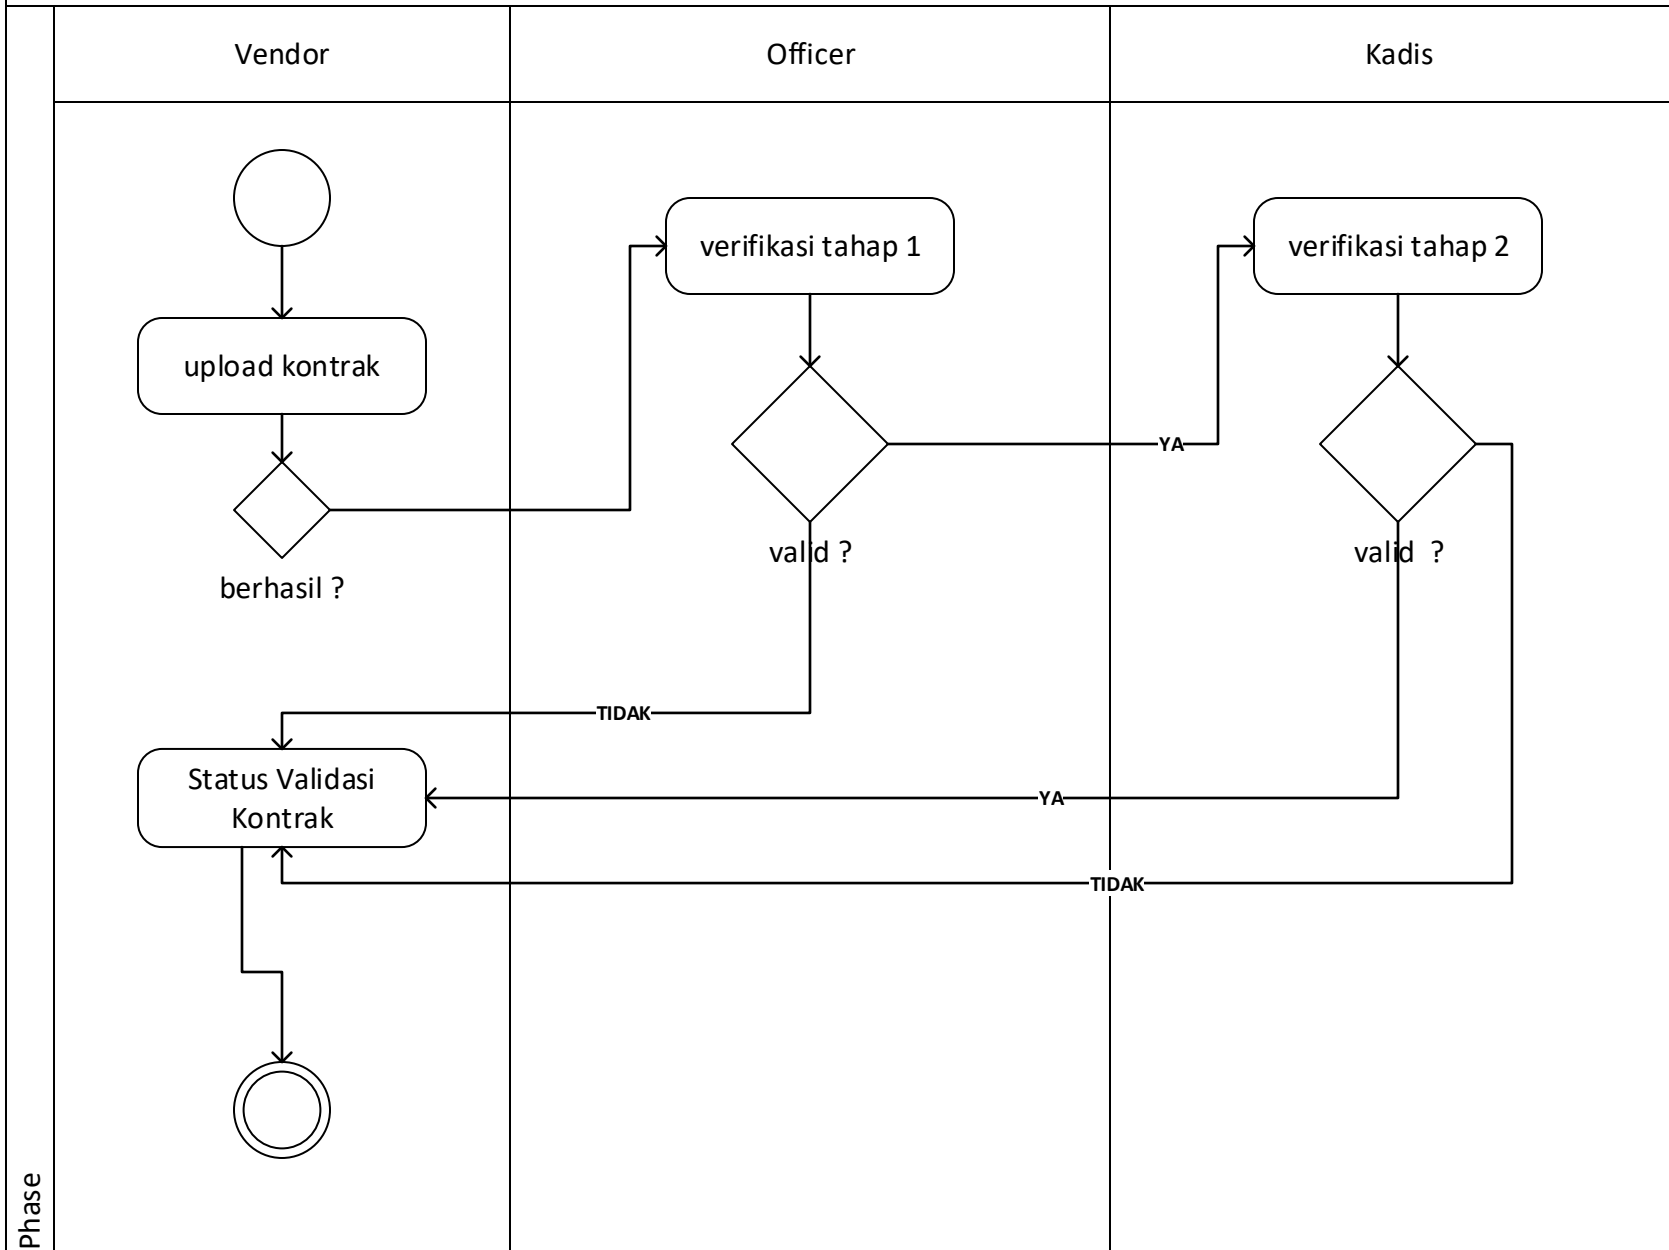 Vendor
Officer
Kadis
verifikasi tahap 1
verifikasi tahap 2
upload kontrak
YA
valid ?
valid  ?
berhasil ?
TIDAK
Status Validasi
Kontrak
YA
TIDAK
Phase